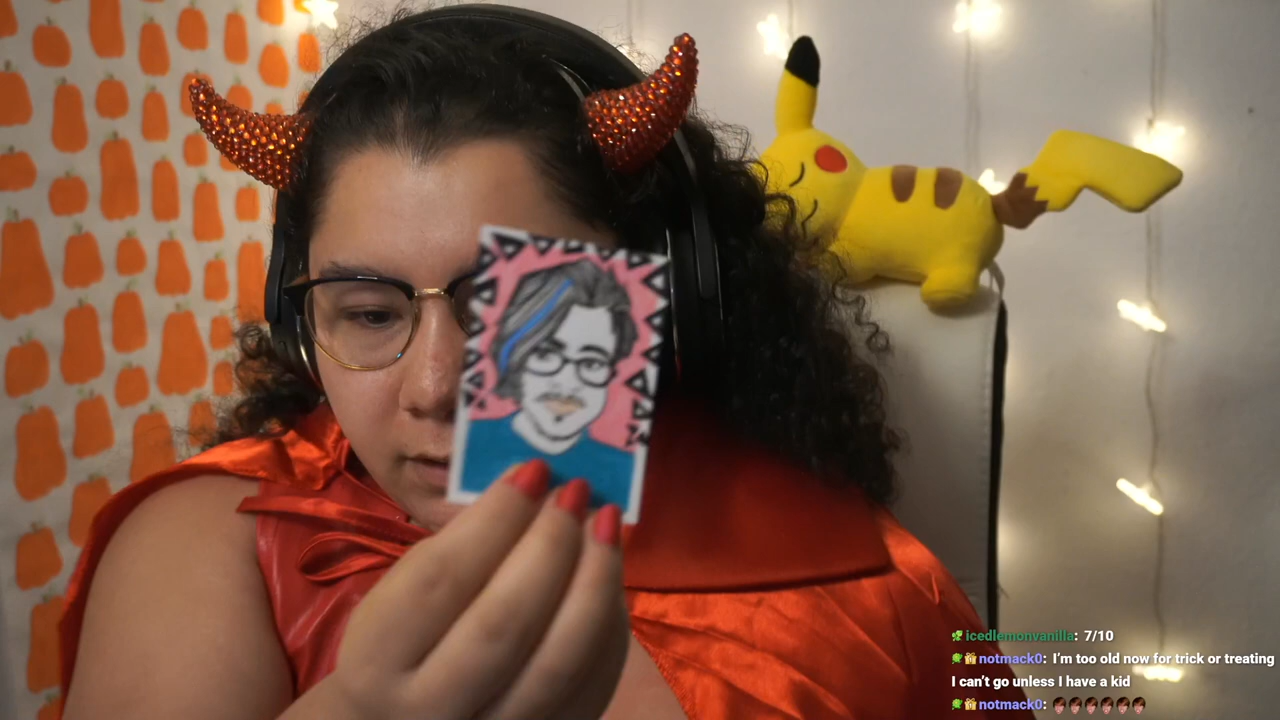 icedlemonvanilla: 7/10
notmack0: I'm too old now for trick or treating
I can't go unless I have a kid
notmack0: